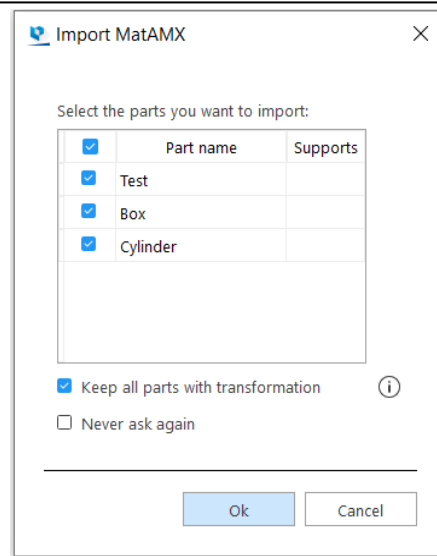 Import MatAMX
Select the parts you want to import:
Part name Supports
Test
Box
Cylinder
Keep all parts with transformation
Never ask again
Ok Cancel